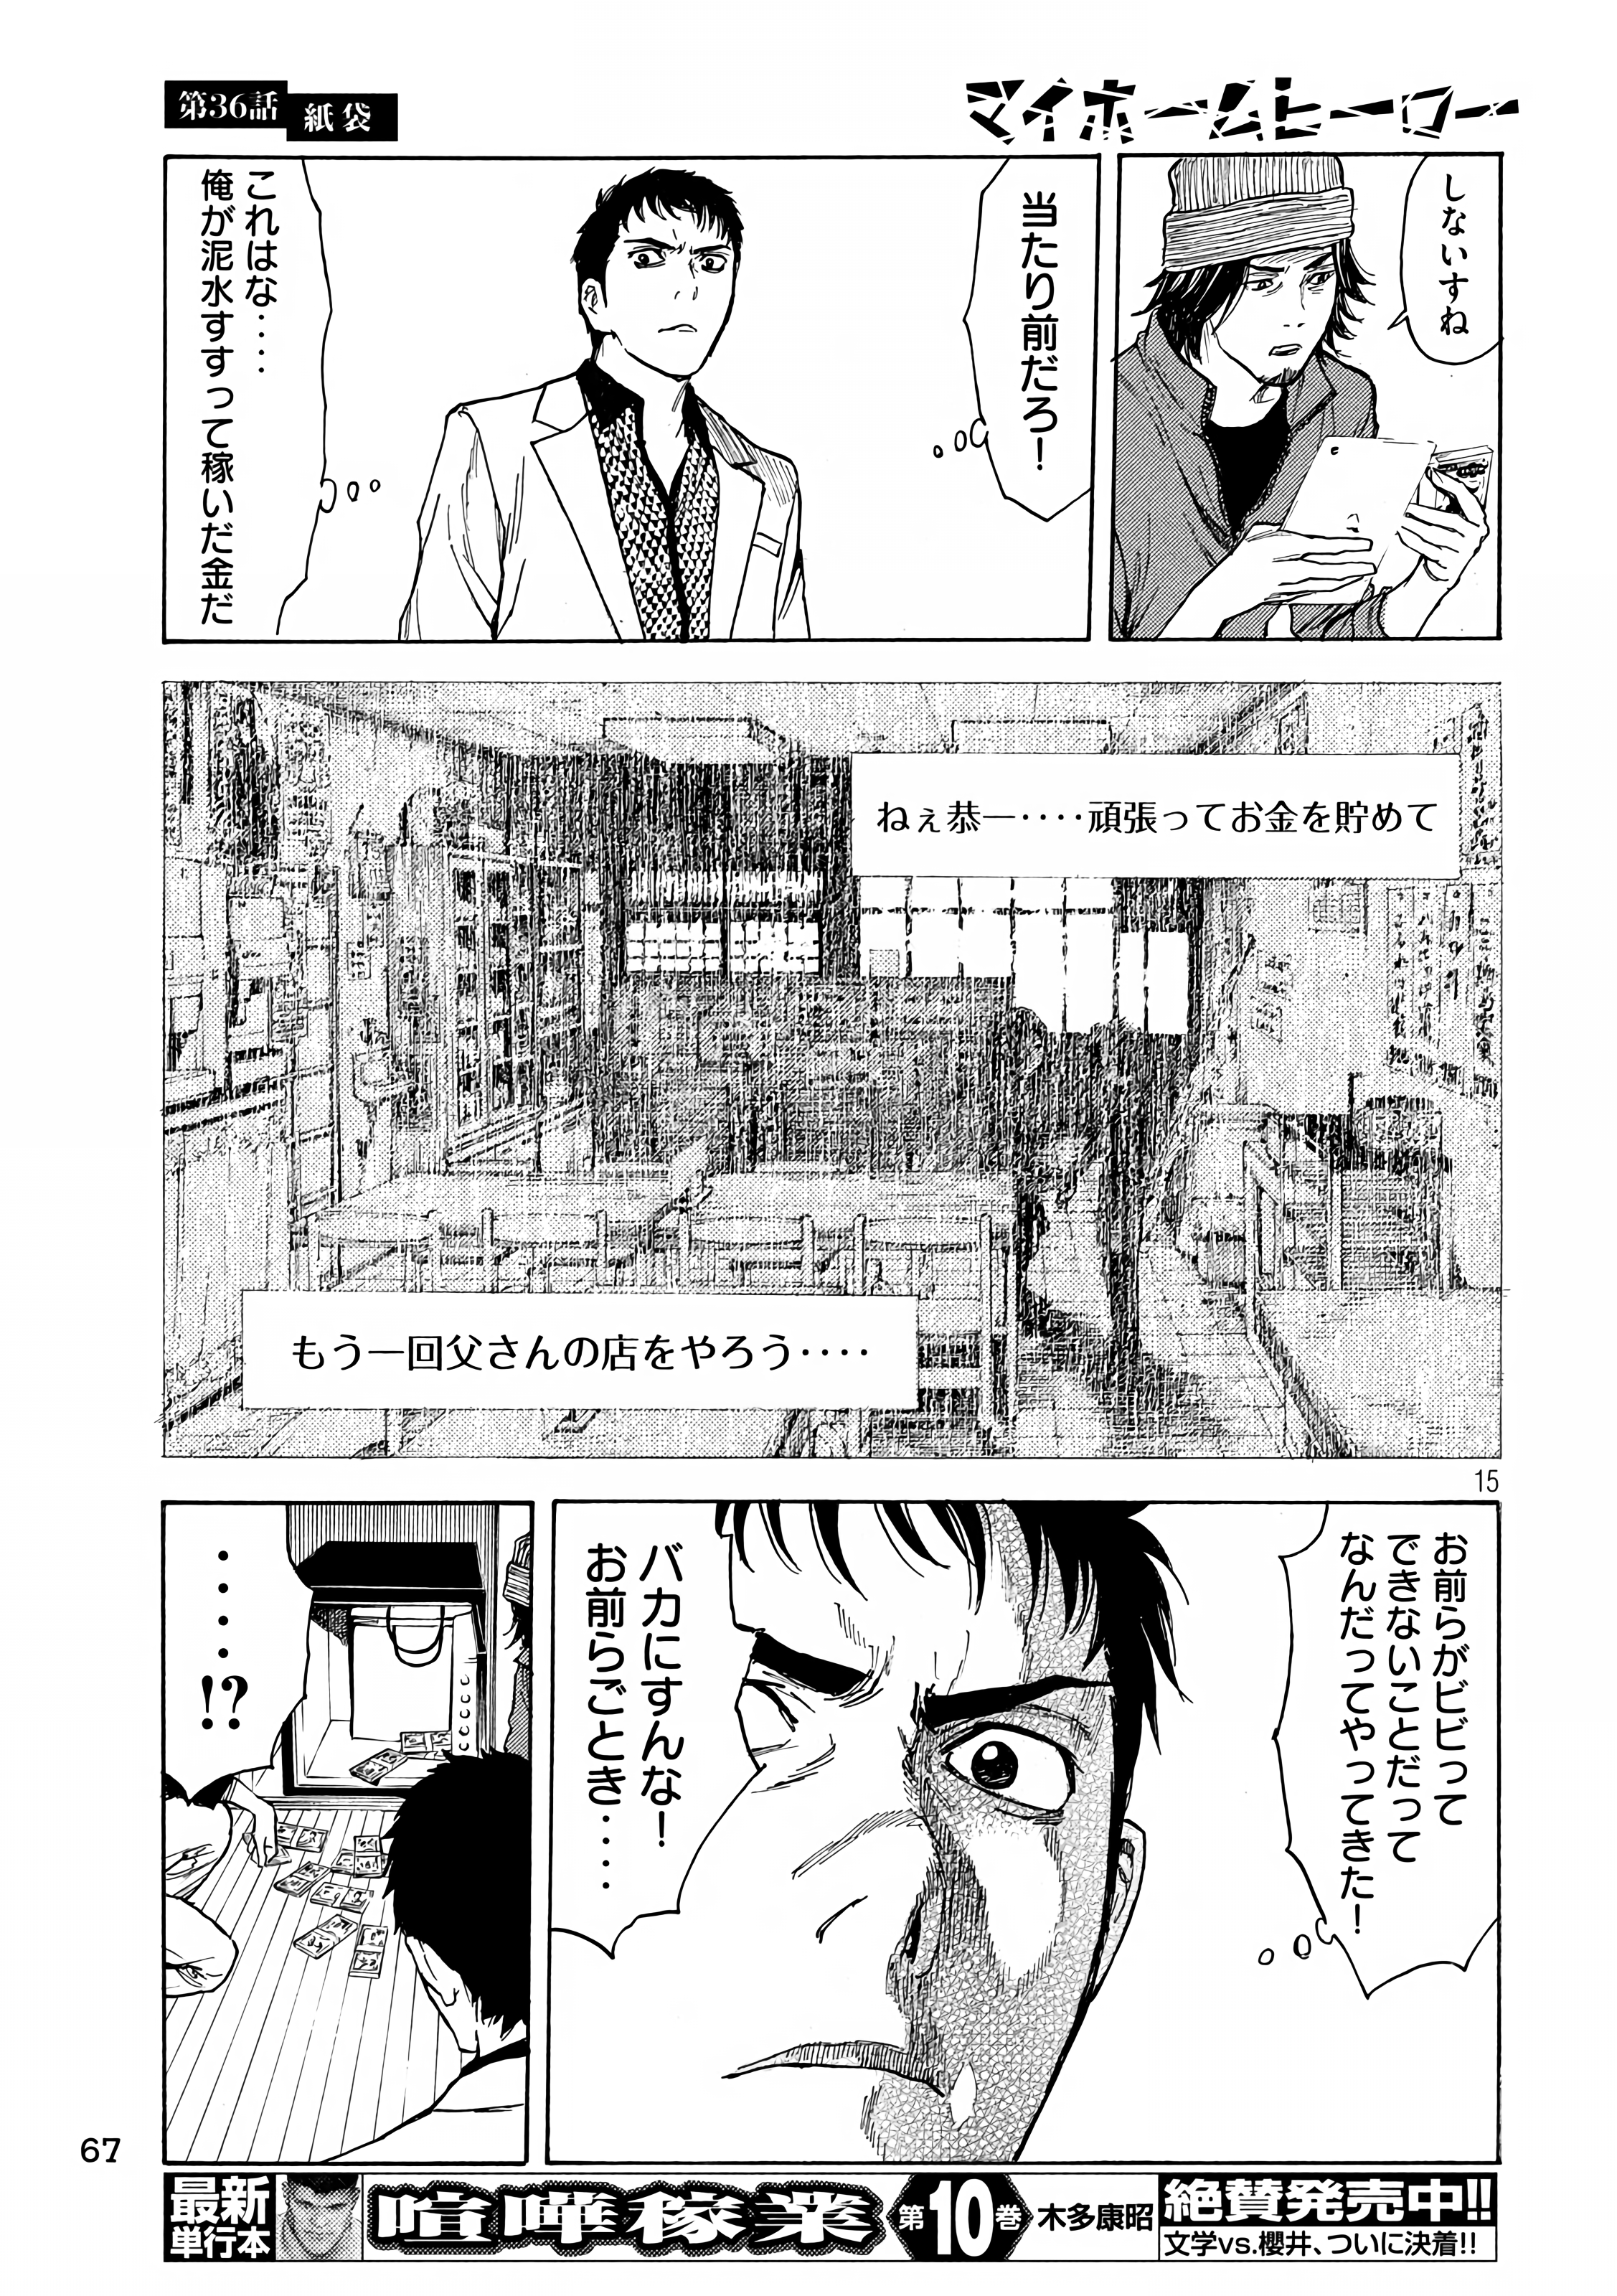 第36話
紙袋
マイホームヒーロー
しないすね
当たり前だろ!
これはな‥‥
俺が泥水すすって稼いだ金だ
ねぇ恭一‥‥頑張ってお金を貯めて
もう一回父さんの店をやろう‥‥
15
お前らがビビって
できないことだって
なんだってやってきた!
バカにすんな!
お前らごとき‥‥
‥‥!?
67
最新
単行本
喧嘩稼業
第10巻
木多康昭
絶賛発売中!!
文学vs.櫻井、ついに決着!!